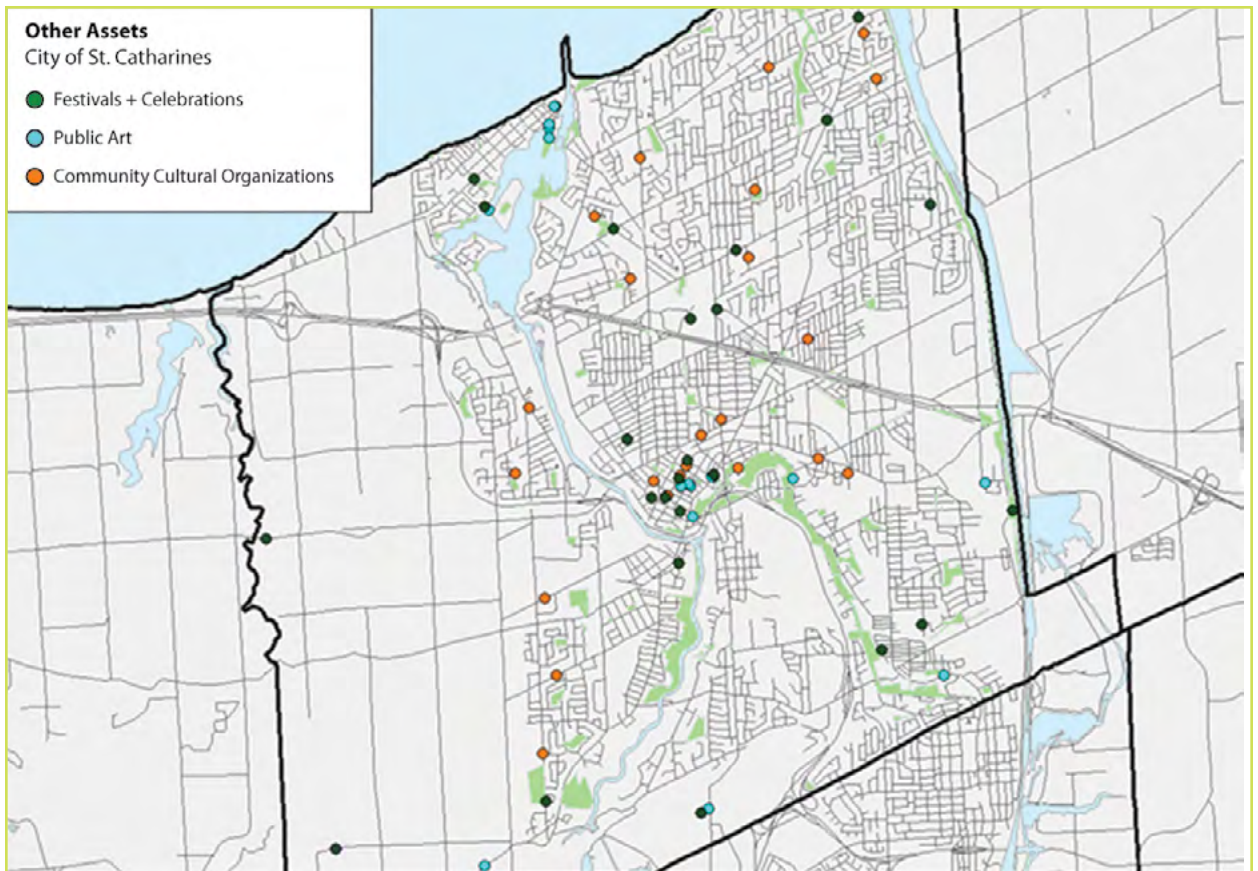 Other Assets
City of St. Catharines
Festivals + Celebrations
Public Art
Community Cultural Organizations